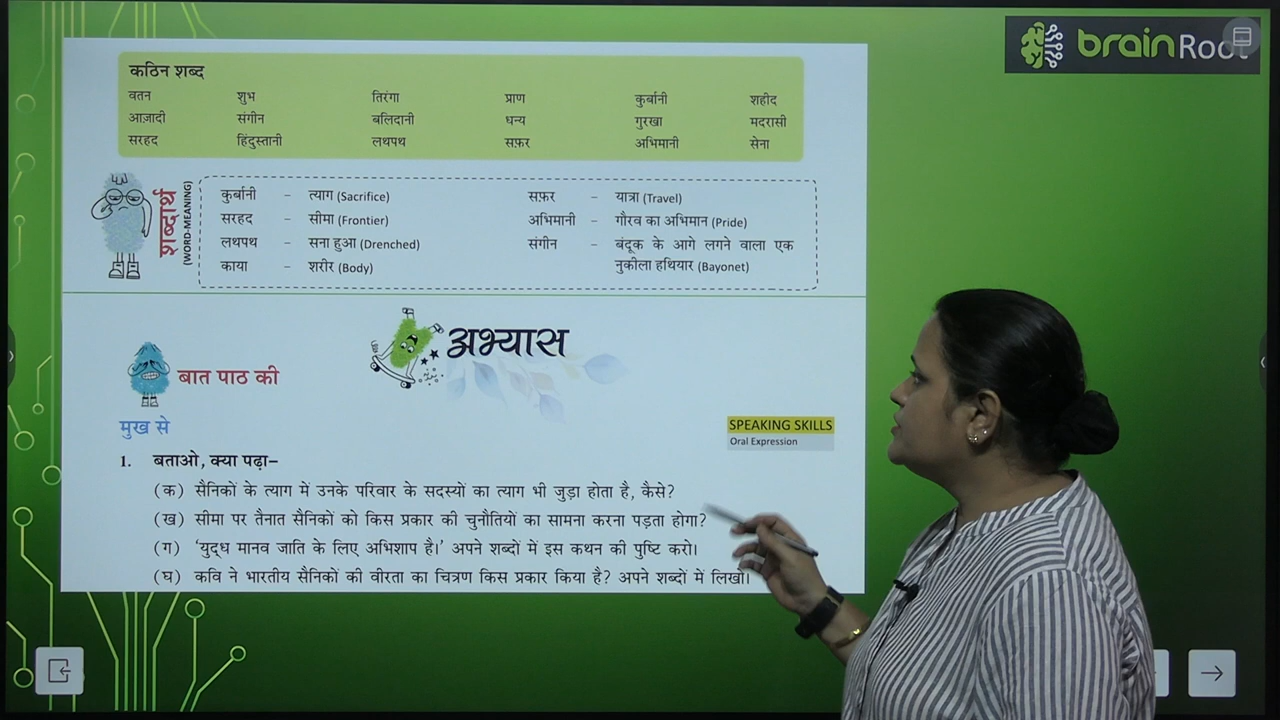 brainRoot
कठिन शब्द
वतन शुभ तिरंगा प्राण कुर्बानी शहीद
आज़ादी संगीन बलिदानी धन्य गुरखा मदरासी
सरहद हिंदुस्तानी लथपथ सफ़र अभिमानी सेना
शब्दार्थ
(WORD-MEANING)
कुर्बानी – त्याग (Sacrifice) सफ़र – यात्रा (Travel)
सरहद – सीमा (Frontier) अभिमानी – गौरव का अभिमान (Pride)
लथपथ – सना हुआ (Drenched) संगीन – बंदूक के आगे लगने वाला एक
काया – शरीर (Body) नुकीला हथियार (Bayonet)
अभ्यास
बात पाठ की
मुख से
SPEAKING SKILLS
Oral Expression
1. बताओ, क्या पढ़ा–
(क) सैनिकों के त्याग में उनके परिवार के सदस्यों का त्याग भी जुड़ा होता है, कैसे?
(ख) सीमा पर तैनात सैनिकों को किस प्रकार की चुनौतियों का सामना करना पड़ता होगा?
(ग) ‘युद्ध मानव जाति के लिए अभिशाप है।’ अपने शब्दों में इस कथन की पुष्टि करो।
(घ) कवि ने भारतीय सैनिकों की वीरता का चित्रण किस प्रकार किया है? अपने शब्दों में लिखो।